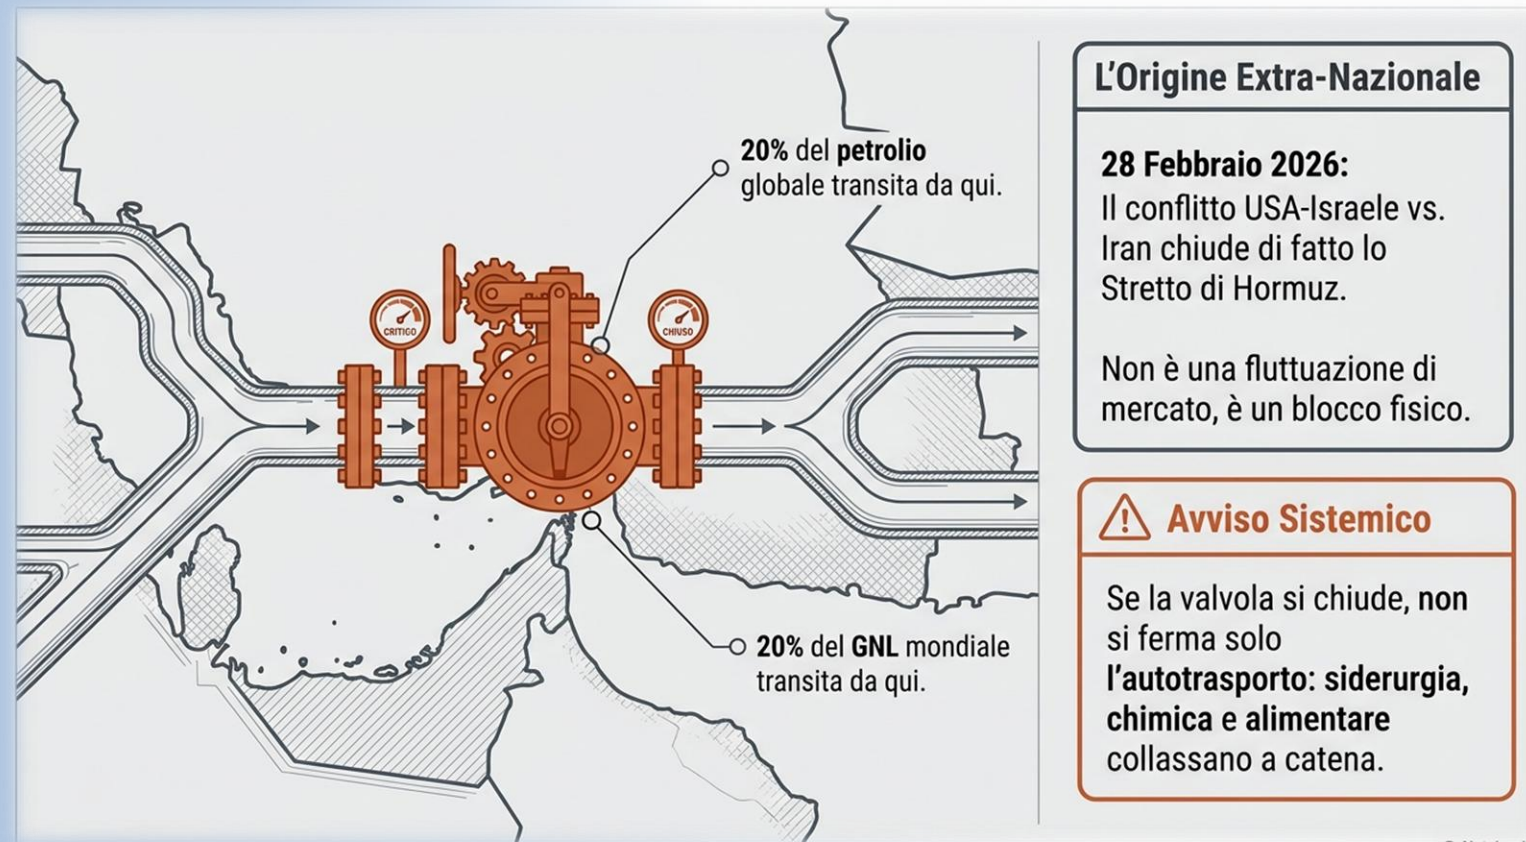 20% del petrolio
globale transita da qui.
CRITIGO
CHIUSO
20% del GNL mondiale
transita da qui.
L'Origine Extra-Nazionale
28 Febbraio 2026:
Il conflitto USA-Israele vs.
Iran chiude di fatto lo
Stretto di Hormuz.
Non è una fluttuazione di
mercato, è un blocco fisico.
Avviso Sistemico
Se la valvola si chiude, non
si ferma solo
l'autotrasporto: siderurgia,
chimica e alimentare
collassano a catena.